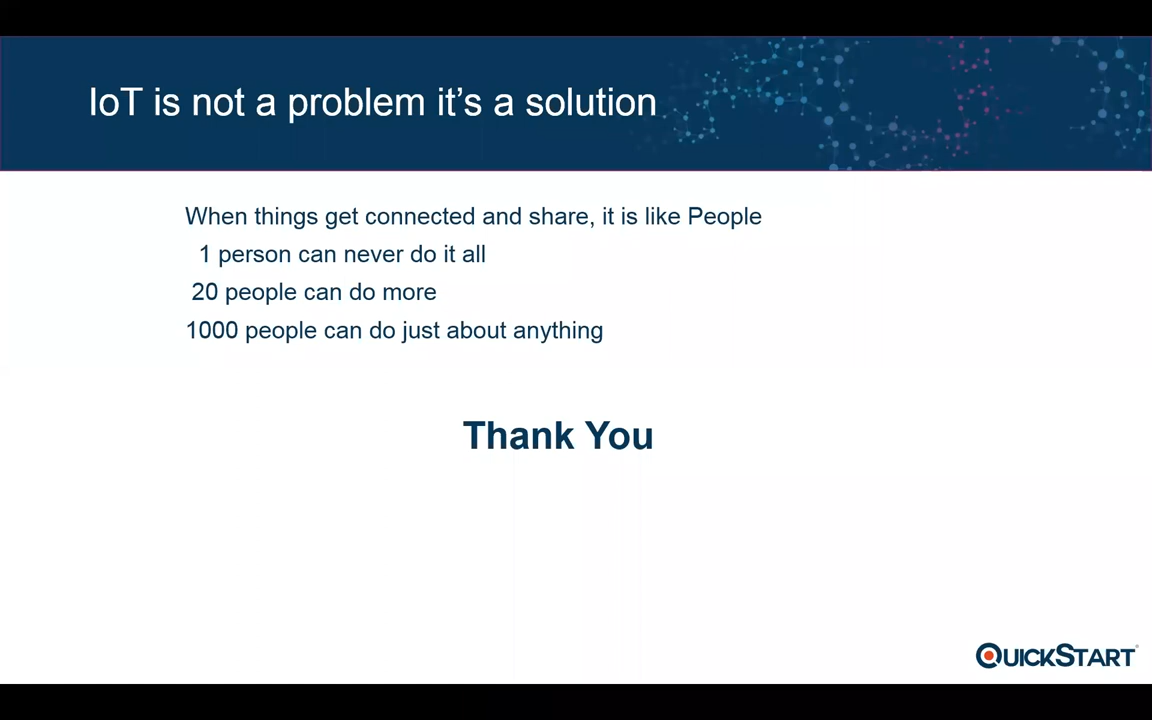 IoT is not a problem it's a solution
When things get connected and share, it is like People
1 person can never do it all
20 people can do more
1000 people can do just about anything
Thank You
QUICKSTART